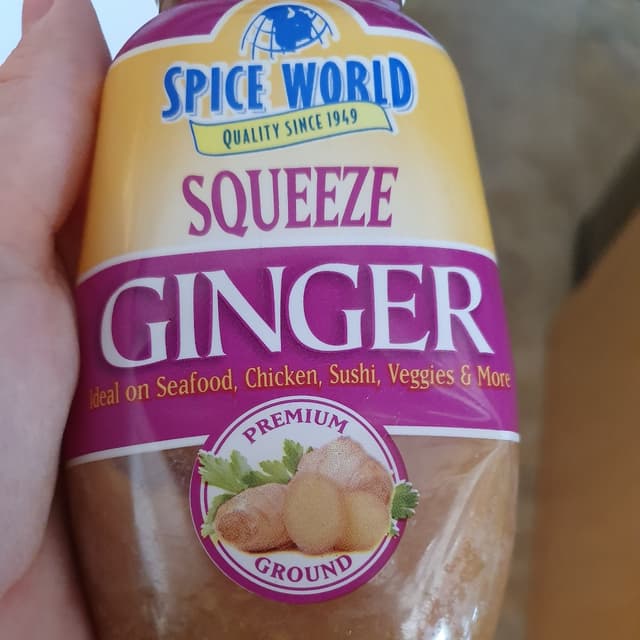 SPICE WORLD
QUALITY SINCE 1949
SQUEEZE
GINGER
Ideal on Seafood, Chicken, Sushi, Veggies & More
PREMIUM
GROUND